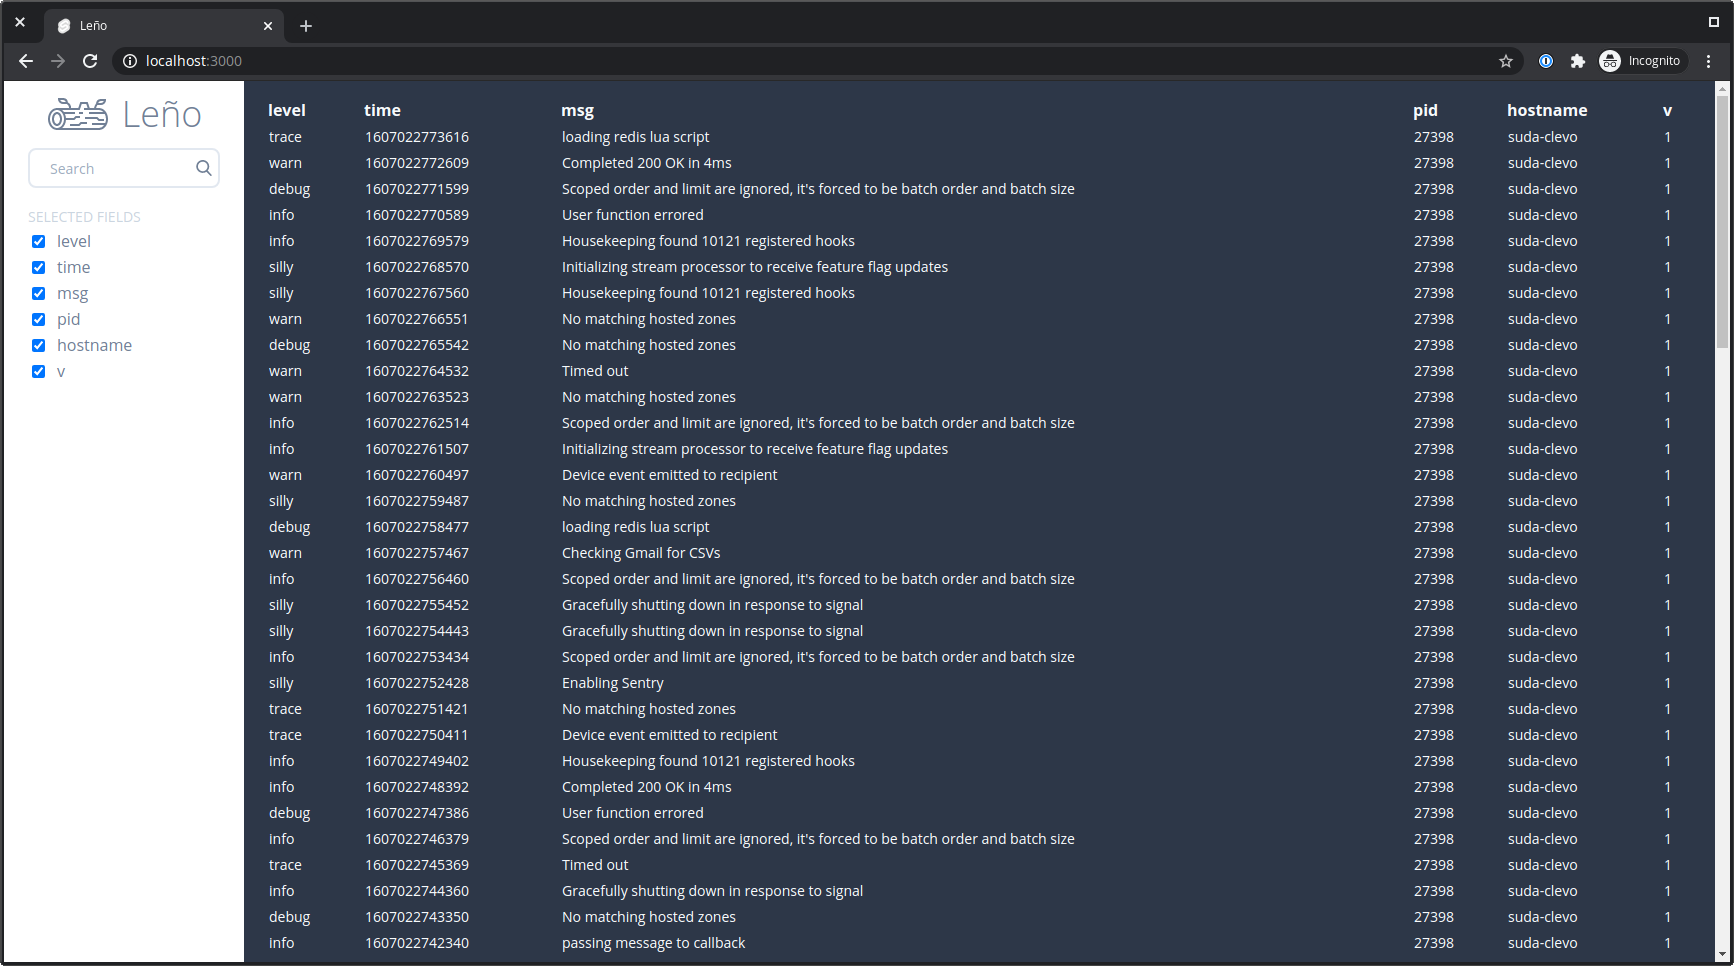 Leño
localhost:3000
Incognito
Leño
Search
SELECTED FIELDS
level
time
msg
pid
hostname
v
level time msg pid hostname v
trace 1607022773616 loading redis lua script 27398 suda-clevo 1
warn 1607022772609 Completed 200 OK in 4ms 27398 suda-clevo 1
debug 1607022771599 Scoped order and limit are ignored, it's forced to be batch order and batch size 27398 suda-clevo 1
info 1607022770589 User function errored 27398 suda-clevo 1
info 1607022769579 Housekeeping found 10121 registered hooks 27398 suda-clevo 1
silly 1607022768570 Initializing stream processor to receive feature flag updates 27398 suda-clevo 1
silly 1607022767560 Housekeeping found 10121 registered hooks 27398 suda-clevo 1
warn 1607022766551 No matching hosted zones 27398 suda-clevo 1
debug 1607022765542 No matching hosted zones 27398 suda-clevo 1
warn 1607022764532 Timed out 27398 suda-clevo 1
warn 1607022763523 No matching hosted zones 27398 suda-clevo 1
info 1607022762514 Scoped order and limit are ignored, it's forced to be batch order and batch size 27398 suda-clevo 1
info 1607022761507 Initializing stream processor to receive feature flag updates 27398 suda-clevo 1
warn 1607022760497 Device event emitted to recipient 27398 suda-clevo 1
silly 1607022759487 No matching hosted zones 27398 suda-clevo 1
debug 1607022758477 loading redis lua script 27398 suda-clevo 1
warn 1607022757467 Checking Gmail for CSVs 27398 suda-clevo 1
info 1607022756460 Scoped order and limit are ignored, it's forced to be batch order and batch size 27398 suda-clevo 1
silly 1607022755452 Gracefully shutting down in response to signal 27398 suda-clevo 1
silly 1607022754443 Gracefully shutting down in response to signal 27398 suda-clevo 1
info 1607022753434 Scoped order and limit are ignored, it's forced to be batch order and batch size 27398 suda-clevo 1
silly 1607022752428 Enabling Sentry 27398 suda-clevo 1
trace 1607022751421 No matching hosted zones 27398 suda-clevo 1
trace 1607022750411 Device event emitted to recipient 27398 suda-clevo 1
info 1607022749402 Housekeeping found 10121 registered hooks 27398 suda-clevo 1
info 1607022748392 Completed 200 OK in 4ms 27398 suda-clevo 1
debug 1607022747386 User function errored 27398 suda-clevo 1
info 1607022746379 Scoped order and limit are ignored, it's forced to be batch order and batch size 27398 suda-clevo 1
trace 1607022745369 Timed out 27398 suda-clevo 1
info 1607022744360 Gracefully shutting down in response to signal 27398 suda-clevo 1
debug 1607022743350 No matching hosted zones 27398 suda-clevo 1
info 1607022742340 passing message to callback 27398 suda-clevo 1